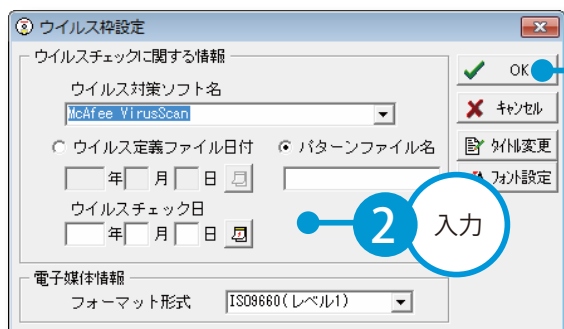 ウイルス枠設定
ウイルスチェックに関する情報
ウイルス対策ソフト名
McAfee VirusScan
ウイルス定義ファイル日付 パターンファイル名
年 月 日
ウイルスチェック日
年 月 日
2 入力
電子媒体情報
フォーマット形式 ISO9660(レベル1)
OK
キャンセル
タイトル変更
フォント設定